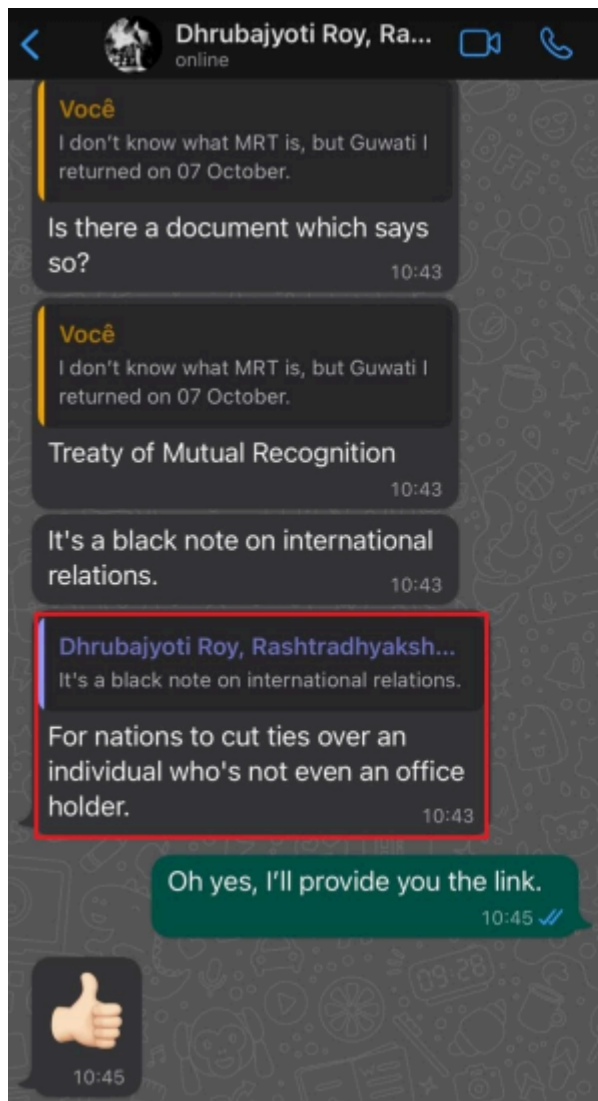 Dhrubajyoti Roy, Ra...
online
Você
I don't know what MRT is, but Guwati I
returned on 07 October.
Is there a document which says
so?
10:43
Você
I don't know what MRT is, but Guwati I
returned on 07 October.
Treaty of Mutual Recognition
10:43
It's a black note on international
relations.
10:43
Dhrubajyoti Roy, Rashtradhyaksh...
It's a black note on international relations.
For nations to cut ties over an
individual who's not even an office
holder.
10:43
Oh yes, I'll provide you the link.
10:45
10:45